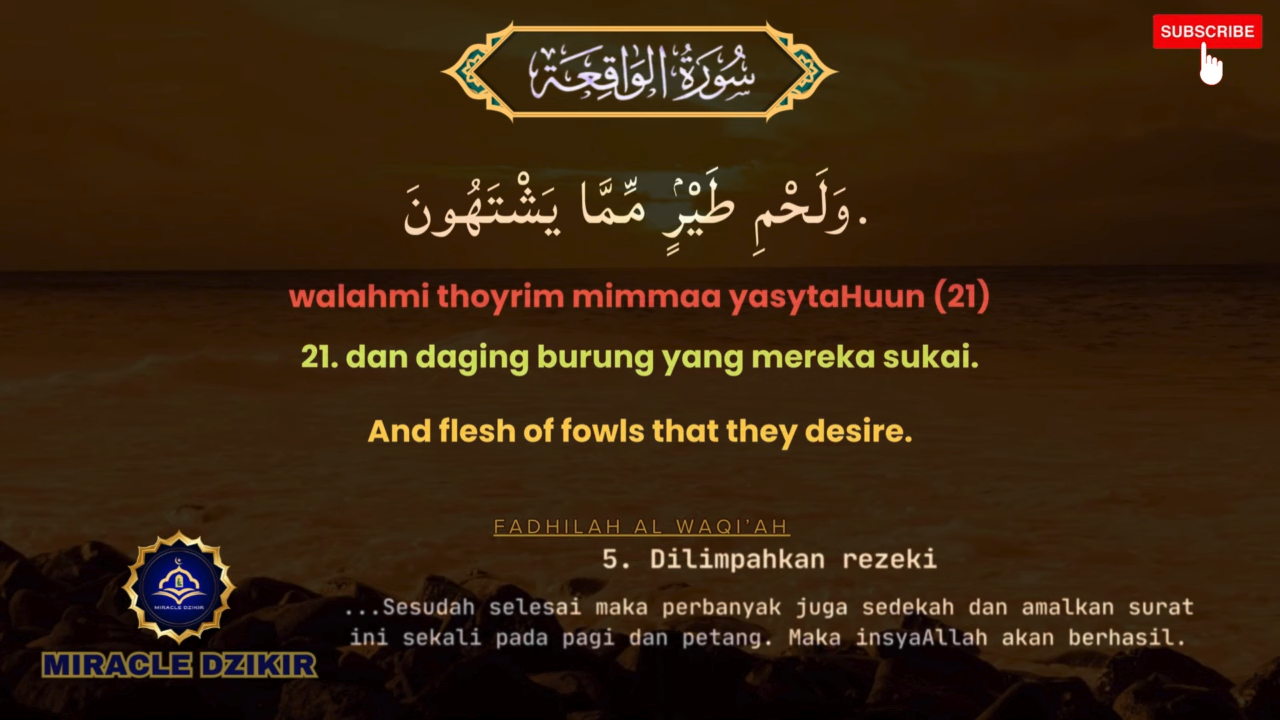 SUBSCRIBE
سُورَةُ الوَاقِعَة
وَلَحْمِ طَيْرٍۢ مِّمَّا يَشْتَهُونَ.
walahmi thoyrim mimmaa yasytaHuun (21)
21. dan daging burung yang mereka sukai.
And flesh of fowls that they desire.
FADHILAH AL WAQI'AH
5. Dilimpahkan rezeki
...Sesudah selesai maka perbanyak juga sedekah dan amalkan surat
ini sekali pada pagi dan petang. Maka insyaAllah akan berhasil.
MIRACLE DZIKIR
MIRACLE DZIKIR